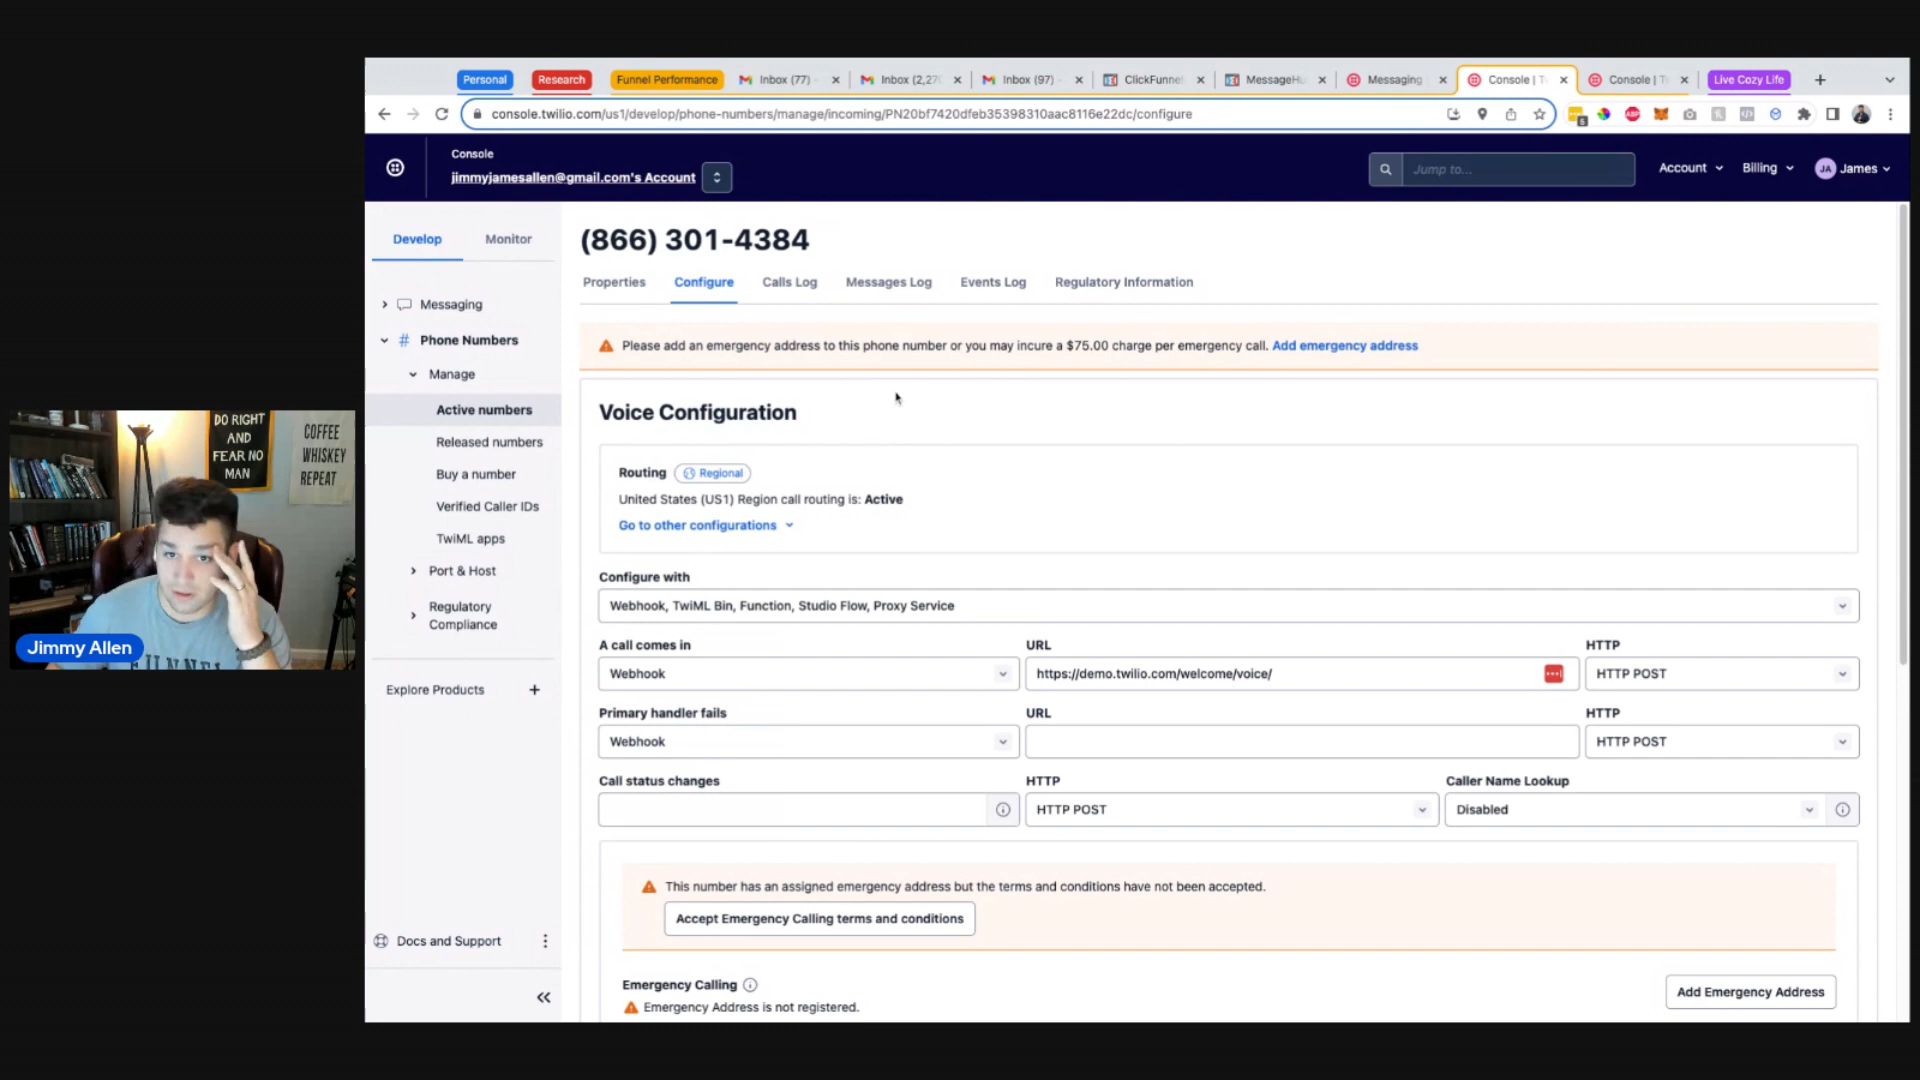 Personal
Research
Funnel Performance
Inbox (77) -
Inbox (2,27
Inbox (97) -
ClickFunne
MessageH
Messaging
Console | T
Console | T
Live Cozy Life
console.twilio.com/us1/develop/phone-numbers/manage/incoming/PN20bf7420dfeb35398310aac8116e22dc/configure
Console
jimmyjamesallen@gmail.com's Account
Jump to...
Account
Billing
JA
James
Develop
Monitor
Messaging
# Phone Numbers
Manage
Active numbers
Released numbers
Buy a number
Verified Caller IDs
TwiML apps
Port & Host
Regulatory
Compliance
Explore Products +
Docs and Support
(866) 301-4384
Properties
Configure
Calls Log
Messages Log
Events Log
Regulatory Information
Please add an emergency address to this phone number or you may incure a $75.00 charge per emergency call. Add emergency address
Voice Configuration
Routing Regional
United States (US1) Region call routing is: Active
Go to other configurations
Configure with
Webhook, TwiML Bin, Function, Studio Flow, Proxy Service
A call comes in
URL
HTTP
Webhook
https://demo.twilio.com/welcome/voice/
HTTP POST
Primary handler fails
URL
HTTP
Webhook
HTTP POST
Call status changes
HTTP
Caller Name Lookup
HTTP POST
Disabled
This number has an assigned emergency address but the terms and conditions have not been accepted.
Accept Emergency Calling terms and conditions
Emergency Calling
Emergency Address is not registered.
Add Emergency Address
DO RIGHT
AND
FEAR NO
MAN
COFFEE
WHISKEY
REPEAT
Jimmy Allen